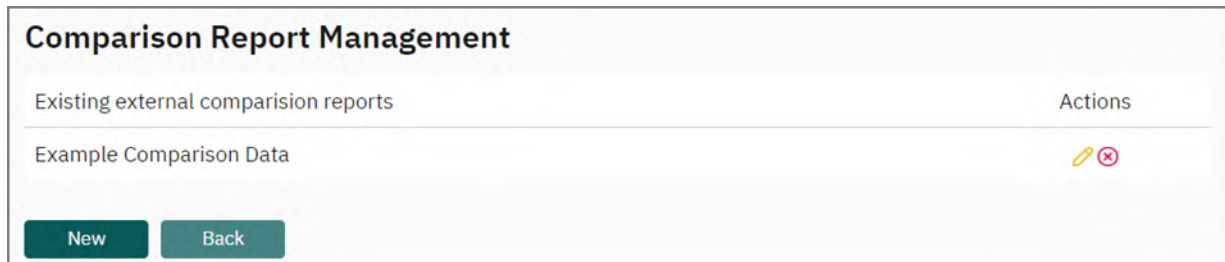 Comparison Report Management
Existing external comparision reports Actions
Example Comparison Data
New Back